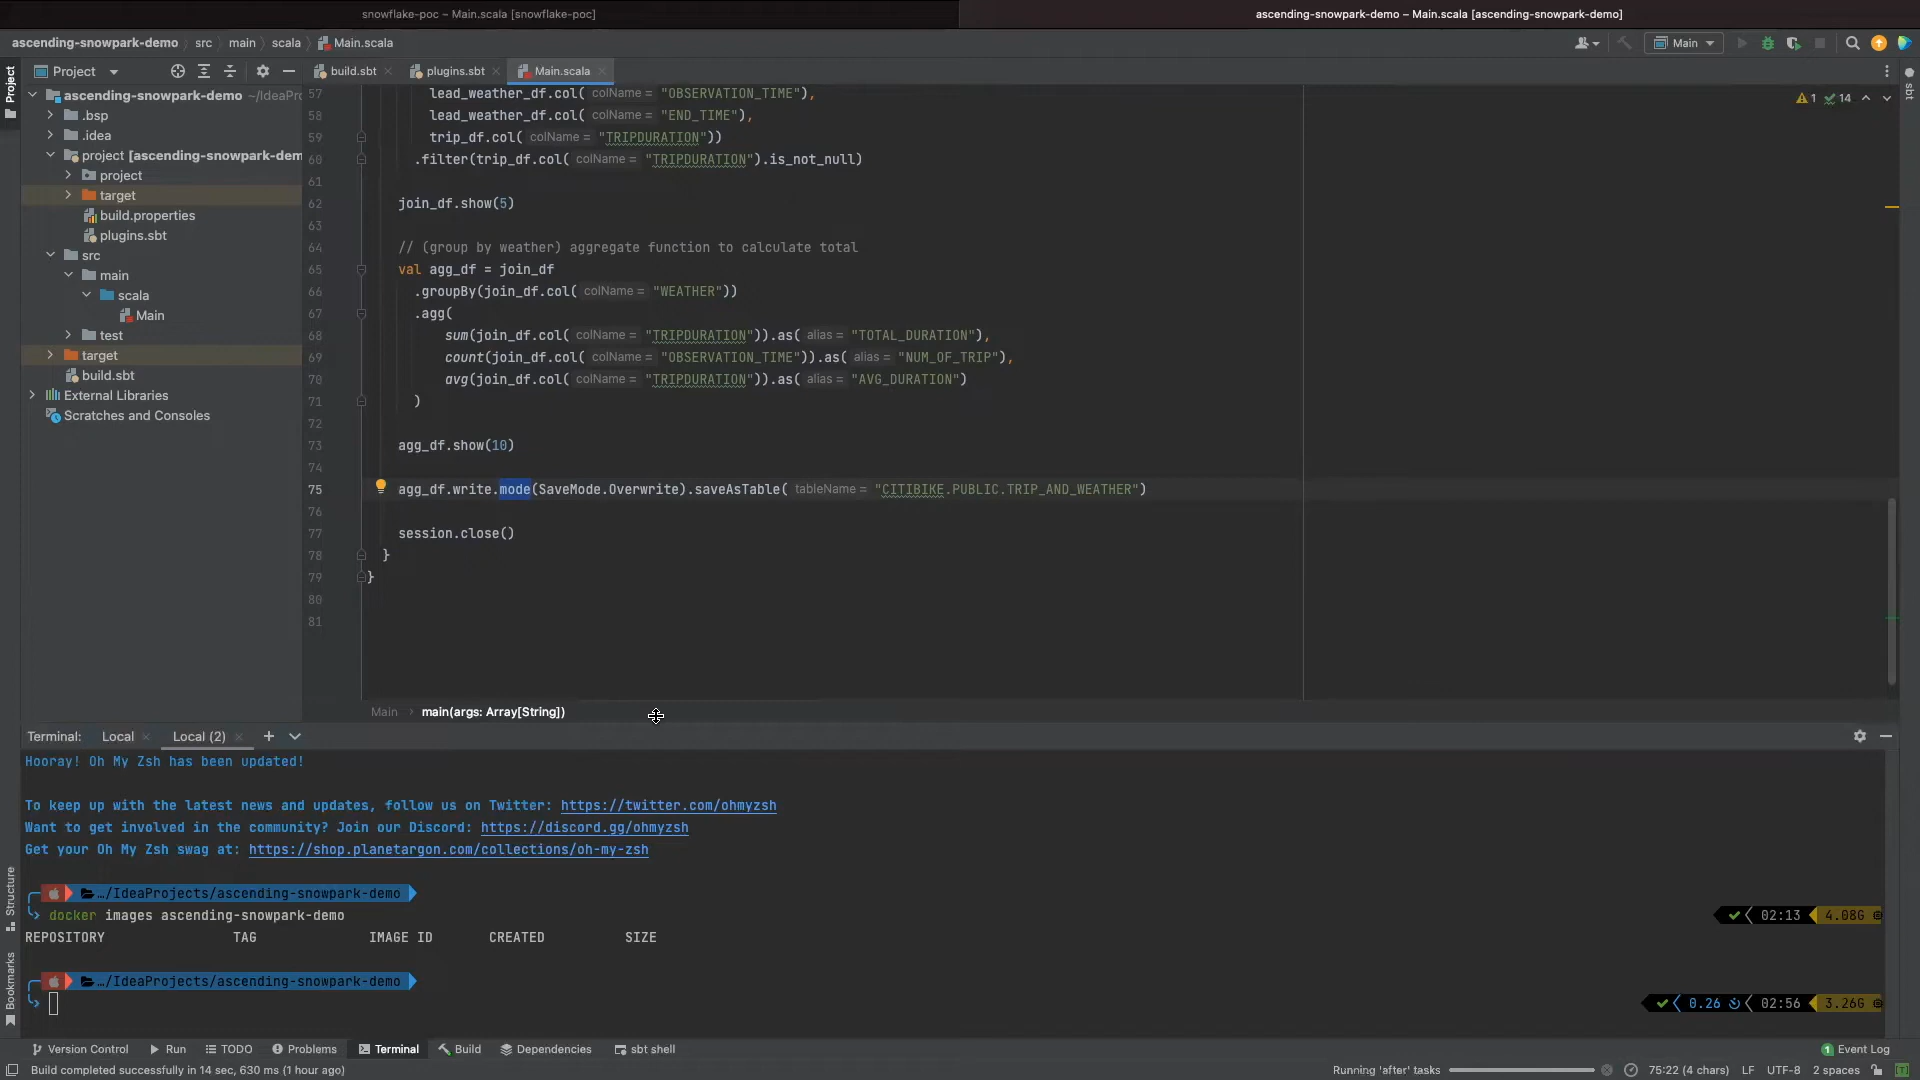 snowflake-poc – Main.scala [snowflake-poc]
ascending-snowpark-demo – Main.scala [ascending-snowpark-demo]
ascending-snowpark-demo › src › main › scala › Main.scala
Main
Project
build.sbt
plugins.sbt
Main.scala
Project
sbt
ascending-snowpark-demo ~/IdeaPro
.bsp
.idea
project [ascending-snowpark-dem
project
target
build.properties
plugins.sbt
src
main
scala
Main
test
target
build.sbt
External Libraries
Scratches and Consoles
1 14
57 lead_weather_df.col( colName = "OBSERVATION_TIME"),
58 lead_weather_df.col( colName = "END_TIME"),
59 trip_df.col( colName = "TRIPDURATION"))
60 .filter(trip_df.col( colName = "TRIPDURATION").is_not_null)
61
62 join_df.show(5)
63
64 // (group by weather) aggregate function to calculate total
65 val agg_df = join_df
66 .groupBy(join_df.col( colName = "WEATHER"))
67 .agg(
68 sum(join_df.col( colName = "TRIPDURATION")).as( alias = "TOTAL_DURATION"),
69 count(join_df.col( colName = "OBSERVATION_TIME")).as( alias = "NUM_OF_TRIP"),
70 avg(join_df.col( colName = "TRIPDURATION")).as( alias = "AVG_DURATION")
71 )
72
73 agg_df.show(10)
74
75 agg_df.write.mode(SaveMode.Overwrite).saveAsTable( tableName = "CITIBIKE.PUBLIC.TRIP_AND_WEATHER")
76
77 session.close()
78 }
79 }
80
81
Main › main(args: Array[String])
Terminal: Local Local (2)
Hooray! Oh My Zsh has been updated!
To keep up with the latest news and updates, follow us on Twitter: https://twitter.com/ohmyzsh
Want to get involved in the community? Join our Discord: https://discord.gg/ohmyzsh
Get your Oh My Zsh swag at: https://shop.planetargon.com/collections/oh-my-zsh
…/IdeaProjects/ascending-snowpark-demo
docker images ascending-snowpark-demo 02:13 4.08G
REPOSITORY TAG IMAGE ID CREATED SIZE
…/IdeaProjects/ascending-snowpark-demo
0.26 02:56 3.26G
Structure
Bookmarks
Version Control Run TODO Problems Terminal Build Dependencies sbt shell 1 Event Log
Build completed successfully in 14 sec, 630 ms (1 hour ago) Running 'after' tasks 75:22 (4 chars) LF UTF-8 2 spaces